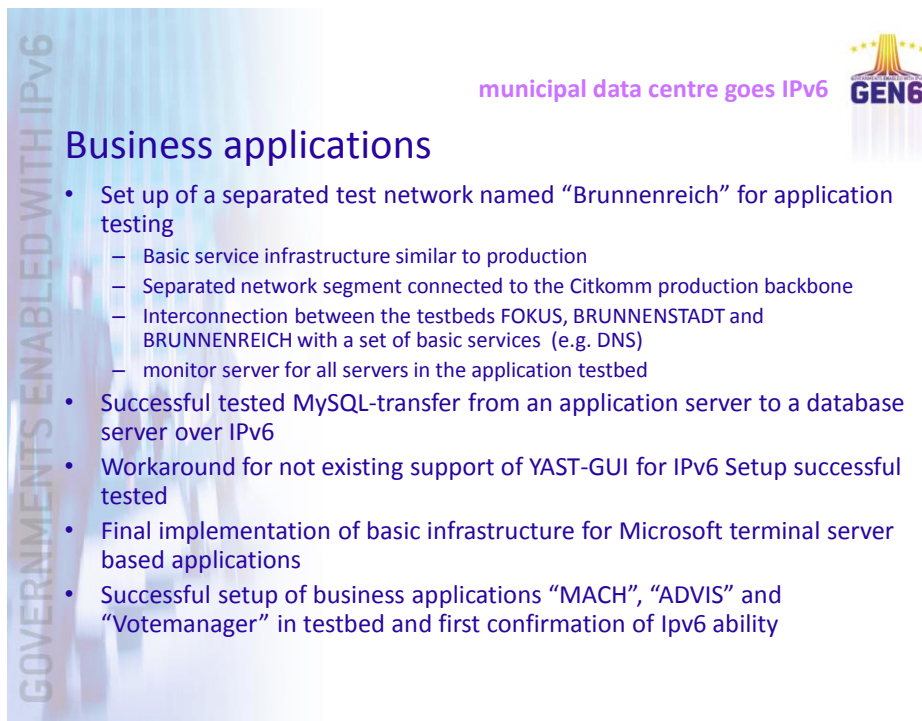 GOVERNMENTS ENABLED WITH IPv6
municipal data centre goes IPv6
GEN6
Business applications
• Set up of a separated test network named “Brunnenreich” for application
testing
– Basic service infrastructure similar to production
– Separated network segment connected to the Citkomm production backbone
– Interconnection between the testbeds FOKUS, BRUNNENSTADT and
BRUNNENREICH with a set of basic services (e.g. DNS)
– monitor server for all servers in the application testbed
• Successful tested MySQL-transfer from an application server to a database
server over IPv6
• Workaround for not existing support of YAST-GUI for IPv6 Setup successful
tested
• Final implementation of basic infrastructure for Microsoft terminal server
based applications
• Successful setup of business applications “MACH”, “ADVIS” and
“Votemanager” in testbed and first confirmation of Ipv6 ability